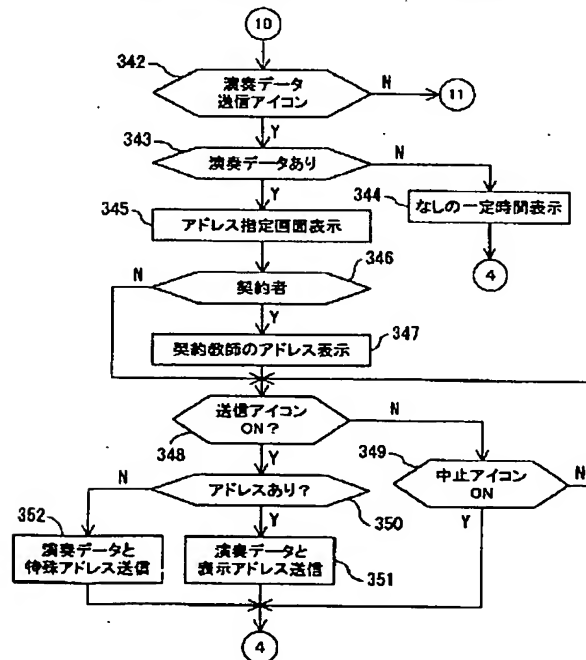 10
342
演奏データ
送信アイコン
N
11
Y
343
演奏データあり
N
Y
344
345
アドレス指定画面表示
なしの一定時間表示
4
346
N
契約者
Y
347
契約教師のアドレス表示
送信アイコン
ON？
N
348
Y
349
中止アイコン
ON
N
Y
N
アドレスあり？
350
352
Y
演奏データと
特殊アドレス送信
演奏データと
表示アドレス送信
351
4